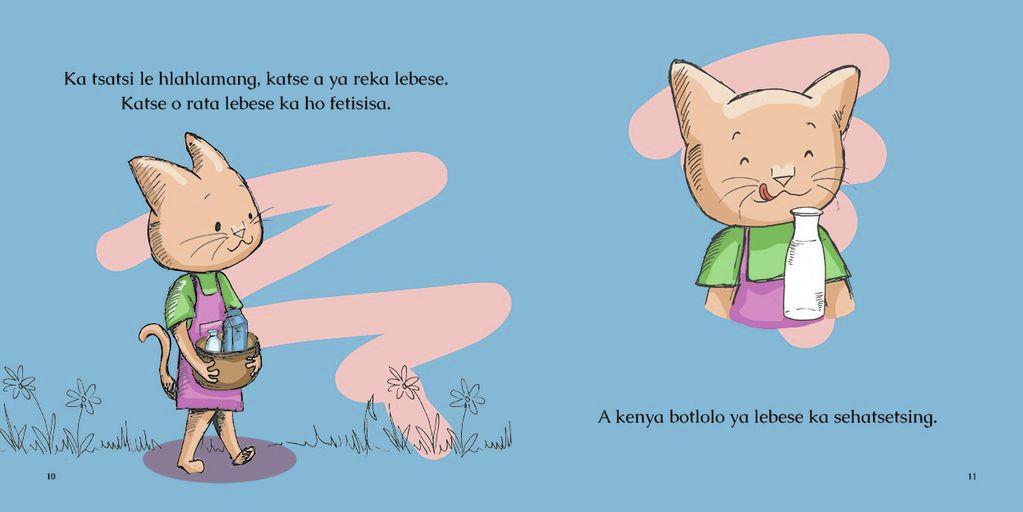 Ka tsatsi le hlahlamang, katse a ya reka lebese.
Katse o rata lebese ka ho fetisisa.
10
A kenya botlolo ya lebese ka sehatsetsing.
11